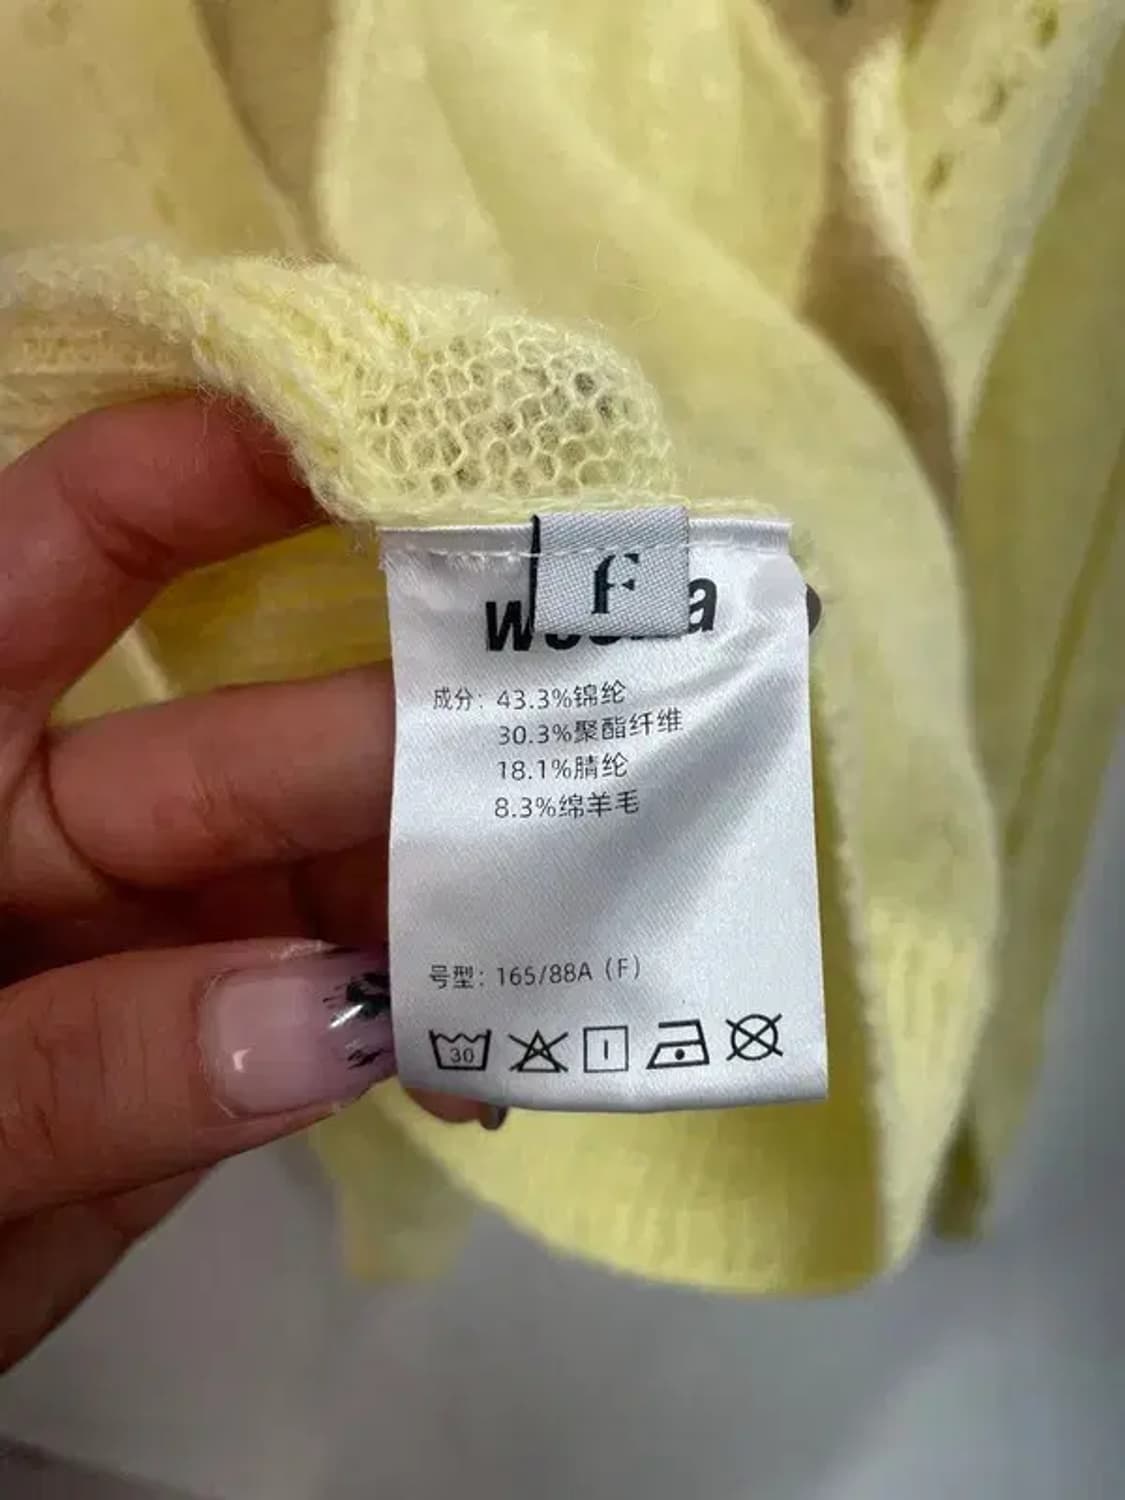 F
成分: 43.3%锦纶
30.3%聚酯纤维
18.1%腈纶
8.3%绵羊毛
号型: 165/88A (F)
30